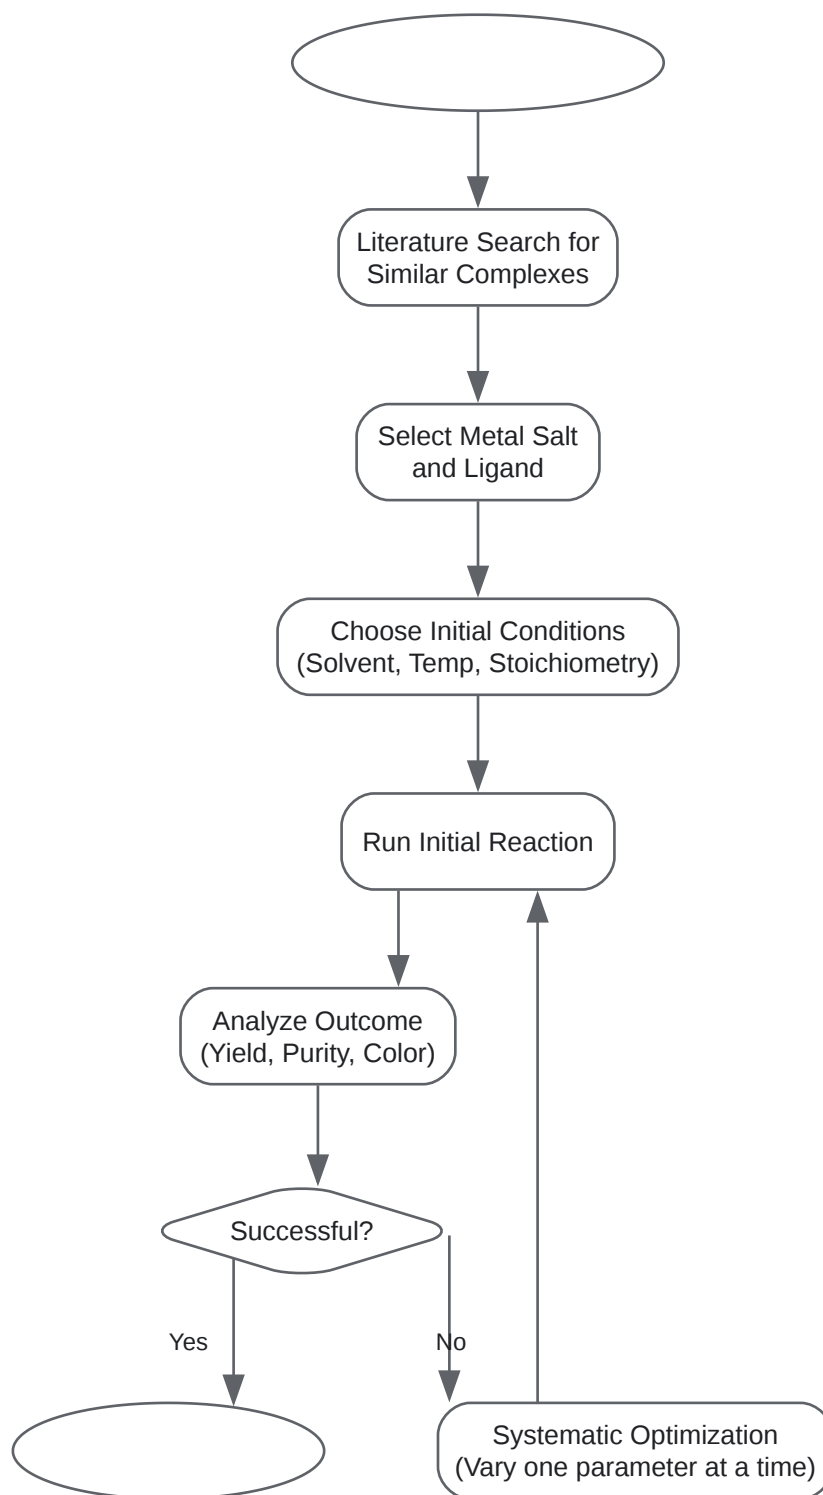 Literature Search for
Similar Complexes
Select Metal Salt
and Ligand
Choose Initial Conditions
(Solvent, Temp, Stoichiometry)
Run Initial Reaction
Analyze Outcome
(Yield, Purity, Color)
Successful?
Yes
No
Systematic Optimization
(Vary one parameter at a time)